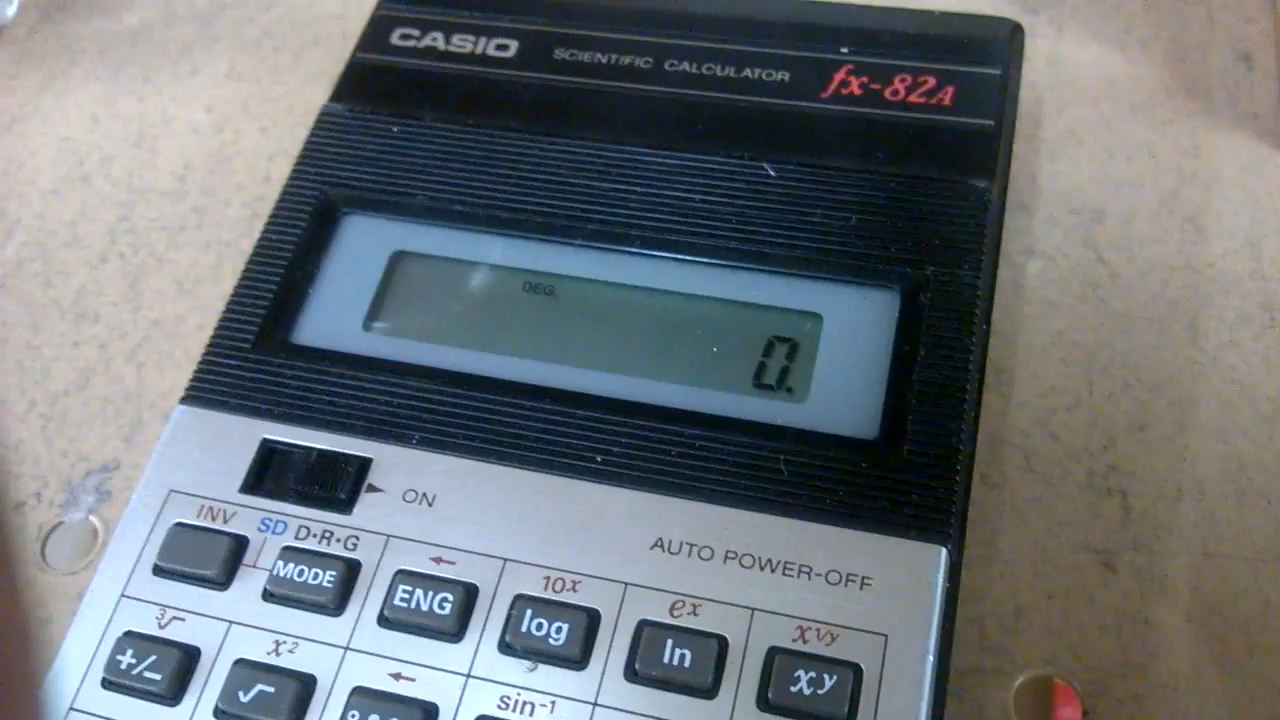 CASIO SCIENTIFIC CALCULATOR fx-82A
DEG
0.
ON
AUTO POWER-OFF
INV SD D·R·G ← 10x ex x1/y
MODE ENG log ln xy
3√ x2 ← sin-1
+/- √